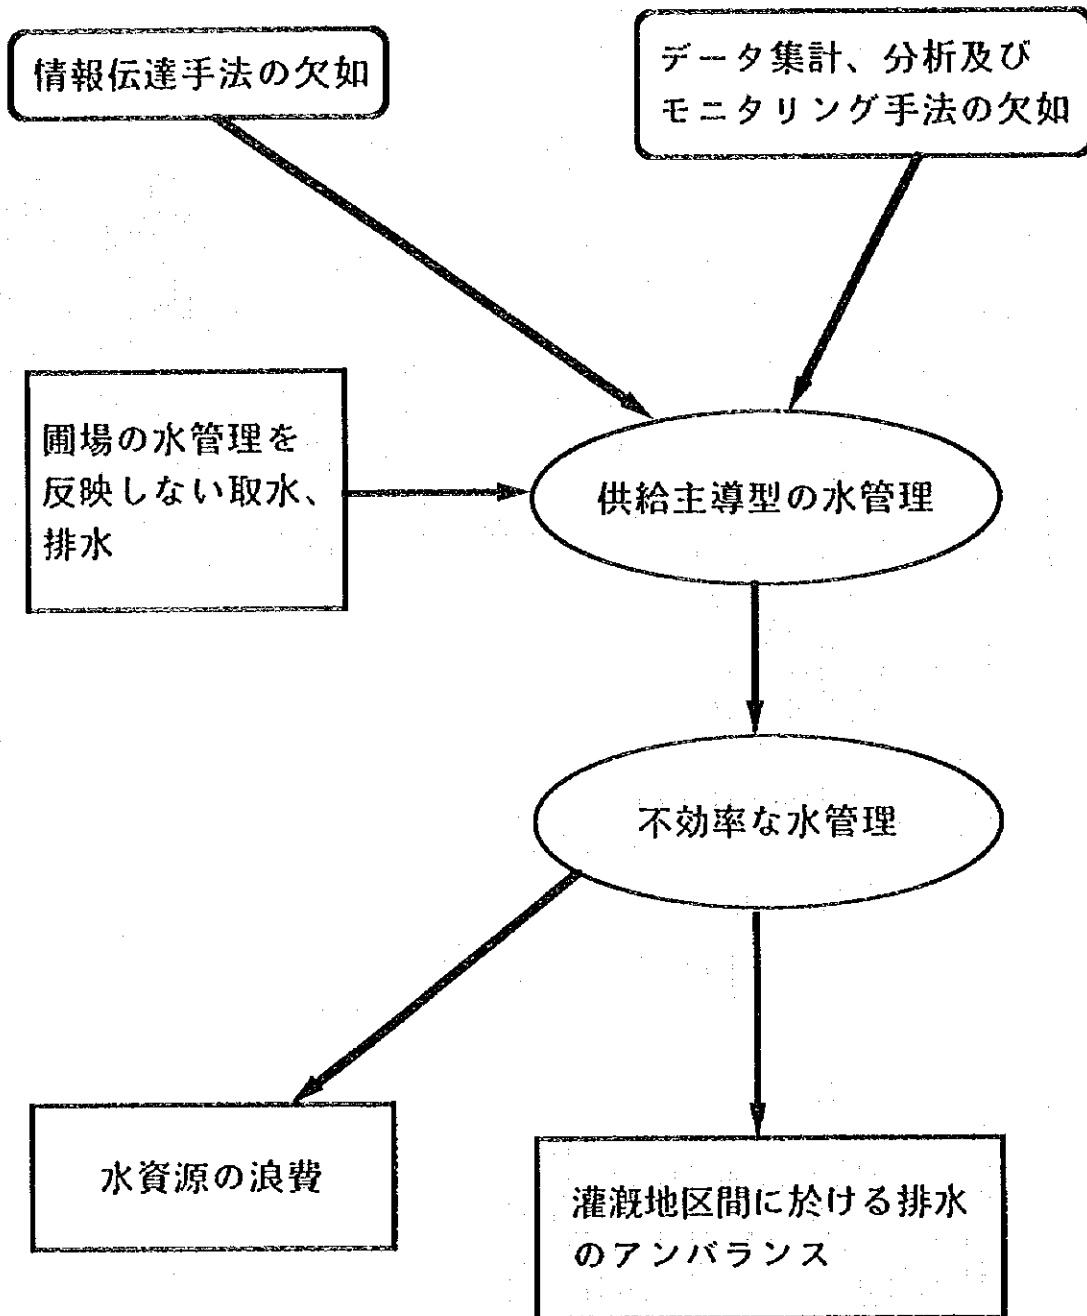 情報伝達手法の欠如
データ集計、分析及び
モニタリング手法の欠如
圃場の水管理を
反映しない取水、
排水
供給主導型の水管理
不効率な水管理
水資源の浪費
灌漑地区間に於ける排水
のアンバランス